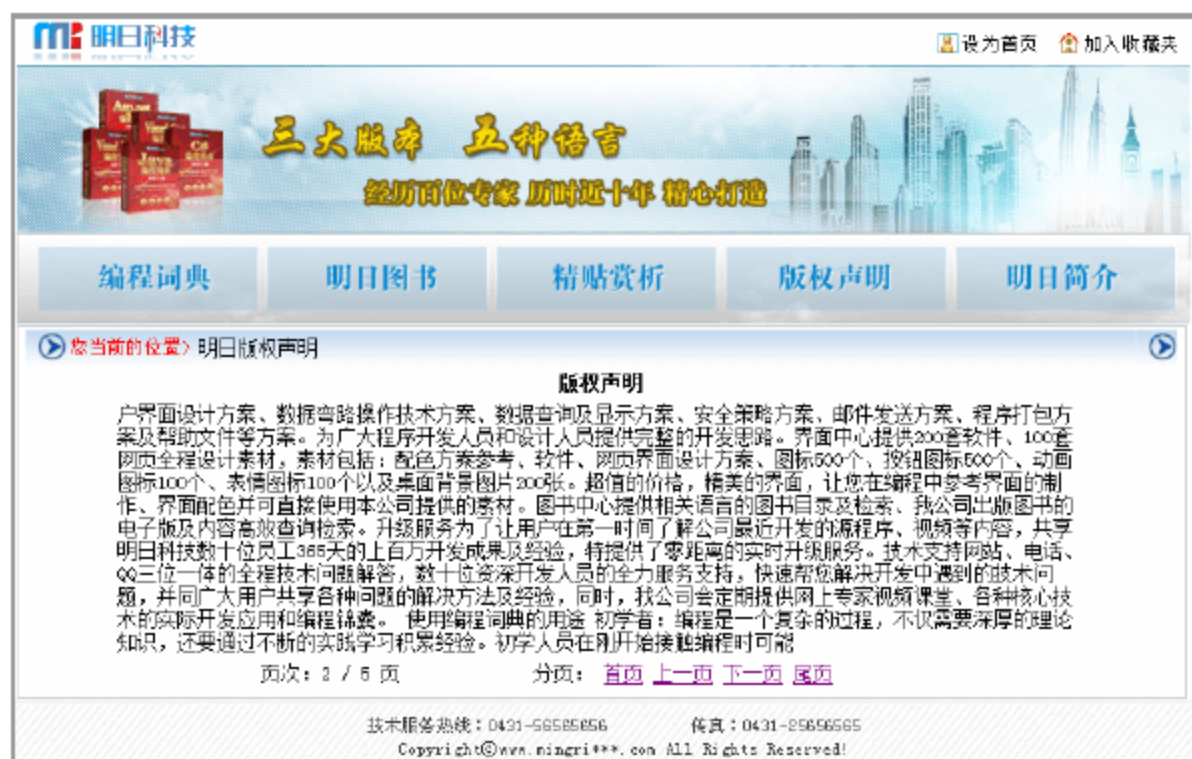 明日科技
设为首页 加入收藏夹
三大版本 五种语言
经历百位专家 历时近十年 精心打造
编程词典 明日图书 精贴赏析 版权声明 明日简介
您当前的位置> 明日版权声明
版权声明
户界面设计方案、数据弯路操作技术方案、数据查询及显示方案、安全策略方案、邮件发送方案、程序打包方
案及帮助文件等方案。为广大程序开发人员和设计人员提供完整的开发思路。界面中心提供200套软件、100套
网页全程设计素材，素材包括：配色方案参考、软件、网页界面设计方案、图标500个、按钮图标500个、动画
图标100个、表情图标100个以及桌面背景图片200张。超值的价格，精美的界面，让您在编程中参考界面的制
作、界面配色并可直接使用本公司提供的素材。图书中心提供相关语言的图书目录及检索、我公司出版图书的
电子版及内容高效查询检索。升级服务为了让用户在第一时间了解公司最近开发的源程序、视频等内容，共享
明日科技数十位员工365天的上百万开发成果及经验，特提供了零距离的实时升级服务。技术支持网站、电话、
QQ三位一体的全程技术问题解答，数十位资深开发人员的全力服务支持，快速帮您解决开发中遇到的技术问
题，并同广大用户共享各种问题的解决方法及经验，同时，我公司会定期提供网上专家视频课堂、各种核心技
术的实际开发应用和编程锦囊。 使用编程词典的用途 初学者：编程是一个复杂的过程，不仅需要深厚的理论
知识，还要通过不断的实践学习积累经验。初学人员在刚开始接触编程时可能
页次：2 / 5 页 分页： 首页 上一页 下一页 尾页
技术服务热线：0431-56565656 传真：0431-25656565
Copyright©www.mingri***.com All Rights Reserved!